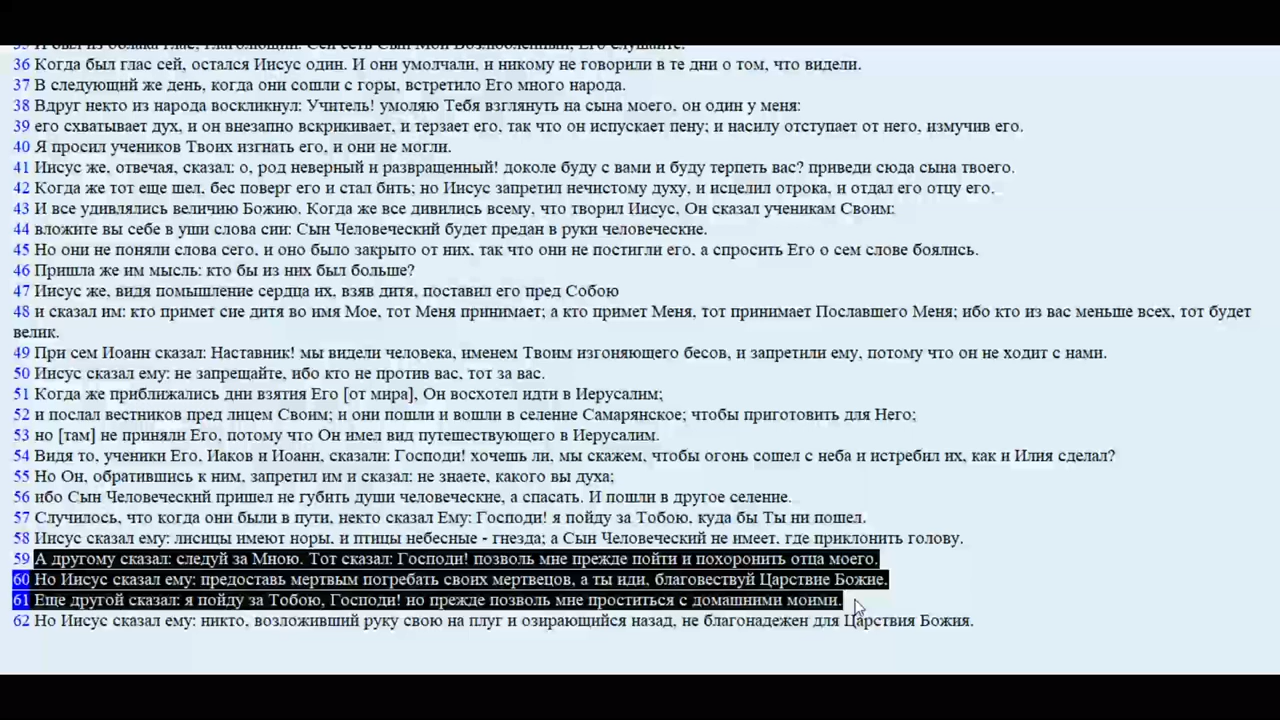 35 И был из облака глас, глаголющий: Сей есть Сын Мой Возлюбленный, Его слушайте.
36 Когда был глас сей, остался Иисус один. И они умолчали, и никому не говорили в те дни о том, что видели.
37 В следующий же день, когда они сошли с горы, встретило Его много народа.
38 Вдруг некто из народа воскликнул: Учитель! умоляю Тебя взглянуть на сына моего, он один у меня:
39 его схватывает дух, и он внезапно вскрикивает, и терзает его, так что он испускает пену; и насилу отступает от него, измучив его.
40 Я просил учеников Твоих изгнать его, и они не могли.
41 Иисус же, отвечая, сказал: о, род неверный и развращенный! доколе буду с вами и буду терпеть вас? приведи сюда сына твоего.
42 Когда же тот еще шел, бес поверг его и стал бить; но Иисус запретил нечистому духу, и исцелил отрока, и отдал его отцу его.
43 И все удивлялись величию Божию. Когда же все дивились всему, что творил Иисус, Он сказал ученикам Своим:
44 вложите вы себе в уши слова сии: Сын Человеческий будет предан в руки человеческие.
45 Но они не поняли слова сего, и оно было закрыто от них, так что они не постигли его, а спросить Его о сем слове боялись.
46 Пришла же им мысль: кто бы из них был больше?
47 Иисус же, видя помышление сердца их, взяв дитя, поставил его пред Собою
48 и сказал им: кто примет сие дитя во имя Мое, тот Меня принимает; а кто примет Меня, тот принимает Пославшего Меня; ибо кто из вас меньше всех, тот будет
велик.
49 При сем Иоанн сказал: Наставник! мы видели человека, именем Твоим изгоняющего бесов, и запретили ему, потому что он не ходит с нами.
50 Иисус сказал ему: не запрещайте, ибо кто не против вас, тот за вас.
51 Когда же приближались дни взятия Его [от мира], Он восхотел идти в Иерусалим;
52 и послал вестников пред лицем Своим; и они пошли и вошли в селение Самарянское; чтобы приготовить для Него;
53 но [там] не приняли Его, потому что Он имел вид путешествующего в Иерусалим.
54 Видя то, ученики Его, Иаков и Иоанн, сказали: Господи! хочешь ли, мы скажем, чтобы огонь сошел с неба и истребил их, как и Илия сделал?
55 Но Он, обратившись к ним, запретил им и сказал: не знаете, какого вы духа;
56 ибо Сын Человеческий пришел не губить души человеческие, а спасать. И пошли в другое селение.
57 Случилось, что когда они были в пути, некто сказал Ему: Господи! я пойду за Тобою, куда бы Ты ни пошел.
58 Иисус сказал ему: лисицы имеют норы, и птицы небесные - гнезда; а Сын Человеческий не имеет, где приклонить голову.
59 А другому сказал: следуй за Мною. Тот сказал: Господи! позволь мне прежде пойти и похоронить отца моего.
60 Но Иисус сказал ему: предоставь мертвым погребать своих мертвецов, а ты иди, благовествуй Царствие Божие.
61 Еще другой сказал: я пойду за Тобою, Господи! но прежде позволь мне проститься с домашними моими.
62 Но Иисус сказал ему: никто, возложивший руку свою на плуг и озирающийся назад, не благонадежен для Царствия Божия.